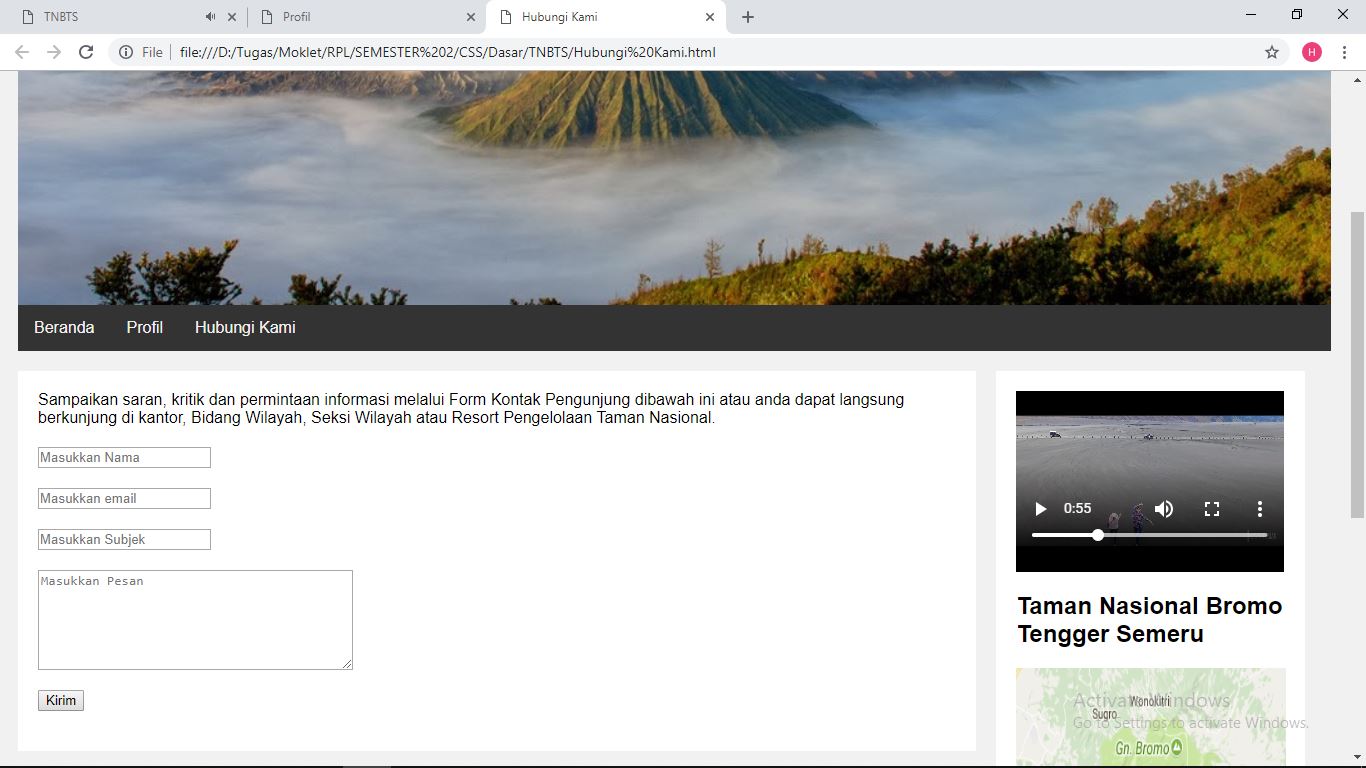 TNBTS
Profil
Hubungi Kami
File
file:///D:/Tugas/Moklet/RPL/SEMESTER%202/CSS/Dasar/TNBTS/Hubungi%20Kami.html
H
Beranda
Profil
Hubungi Kami
Sampaikan saran, kritik dan permintaan informasi melalui Form Kontak Pengunjung dibawah ini atau anda dapat langsung
berkunjung di kantor, Bidang Wilayah, Seksi Wilayah atau Resort Pengelolaan Taman Nasional.
Masukkan Nama
Masukkan email
Masukkan Subjek
Masukkan Pesan
Kirim
0:55
Taman Nasional Bromo
Tengger Semeru
Wonokitri
Sugro
Gn. Bromo
Activate Windows
Go to Settings to activate Windows.